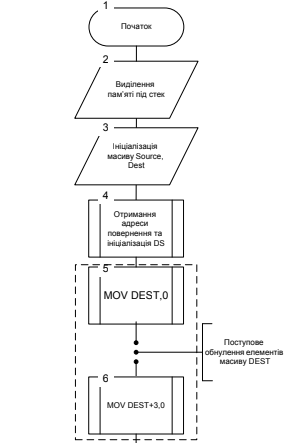 1
Початок
2
Виділення
пам'яті під стек
3
Ініціалізація
масиву Source,
Dest
4
Отримання
адреси
повернення та
ініціалізація DS
5
MOV DEST,0
Поступове
обнулення елементів
масиву DEST
6
MOV DEST+3,0